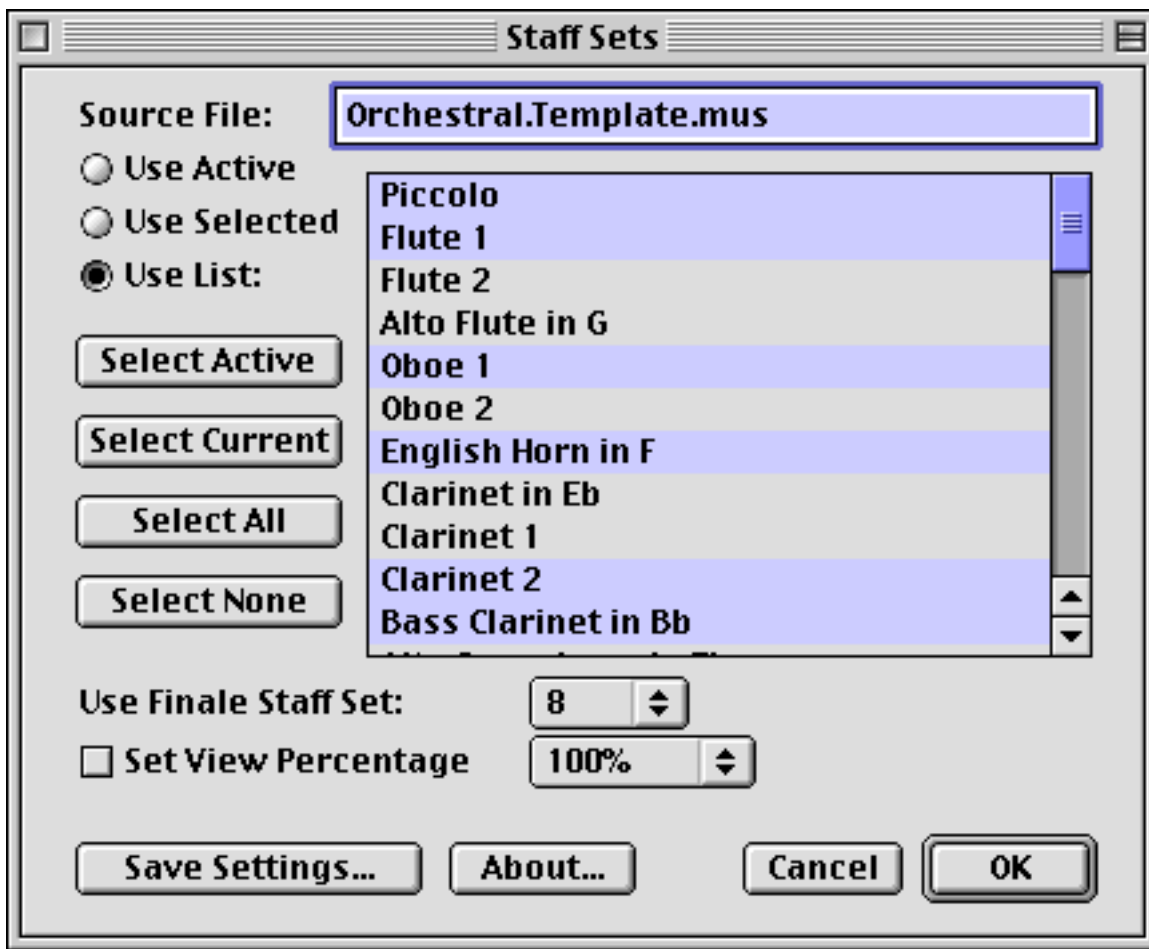 Staff Sets
Source File: Orchestral.Template.mus
Use Active
Use Selected
Use List:
Select Active
Select Current
Select All
Select None
Piccolo
Flute 1
Flute 2
Alto Flute in G
Oboe 1
Oboe 2
English Horn in F
Clarinet in Eb
Clarinet 1
Clarinet 2
Bass Clarinet in Bb
Use Finale Staff Set: 8
Set View Percentage 100%
Save Settings... About... Cancel OK